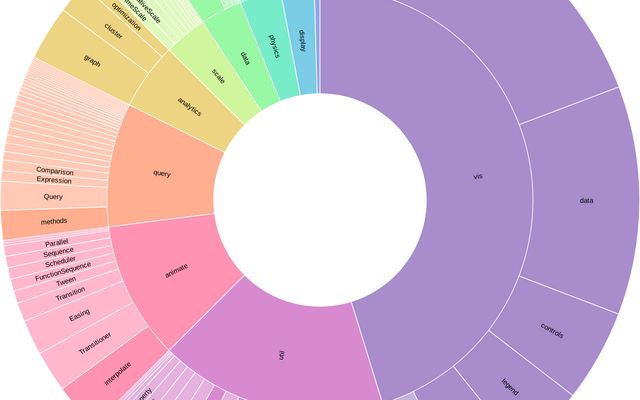 vis
data
controls
legend
util
animate
interpolate
Transitioner
Easing
Transition
Tween
FunctionSequence
Scheduler
Sequence
Parallel
query
methods
Query
Expression
Comparison
analytics
graph
cluster
optimization
scale
data
physics
display